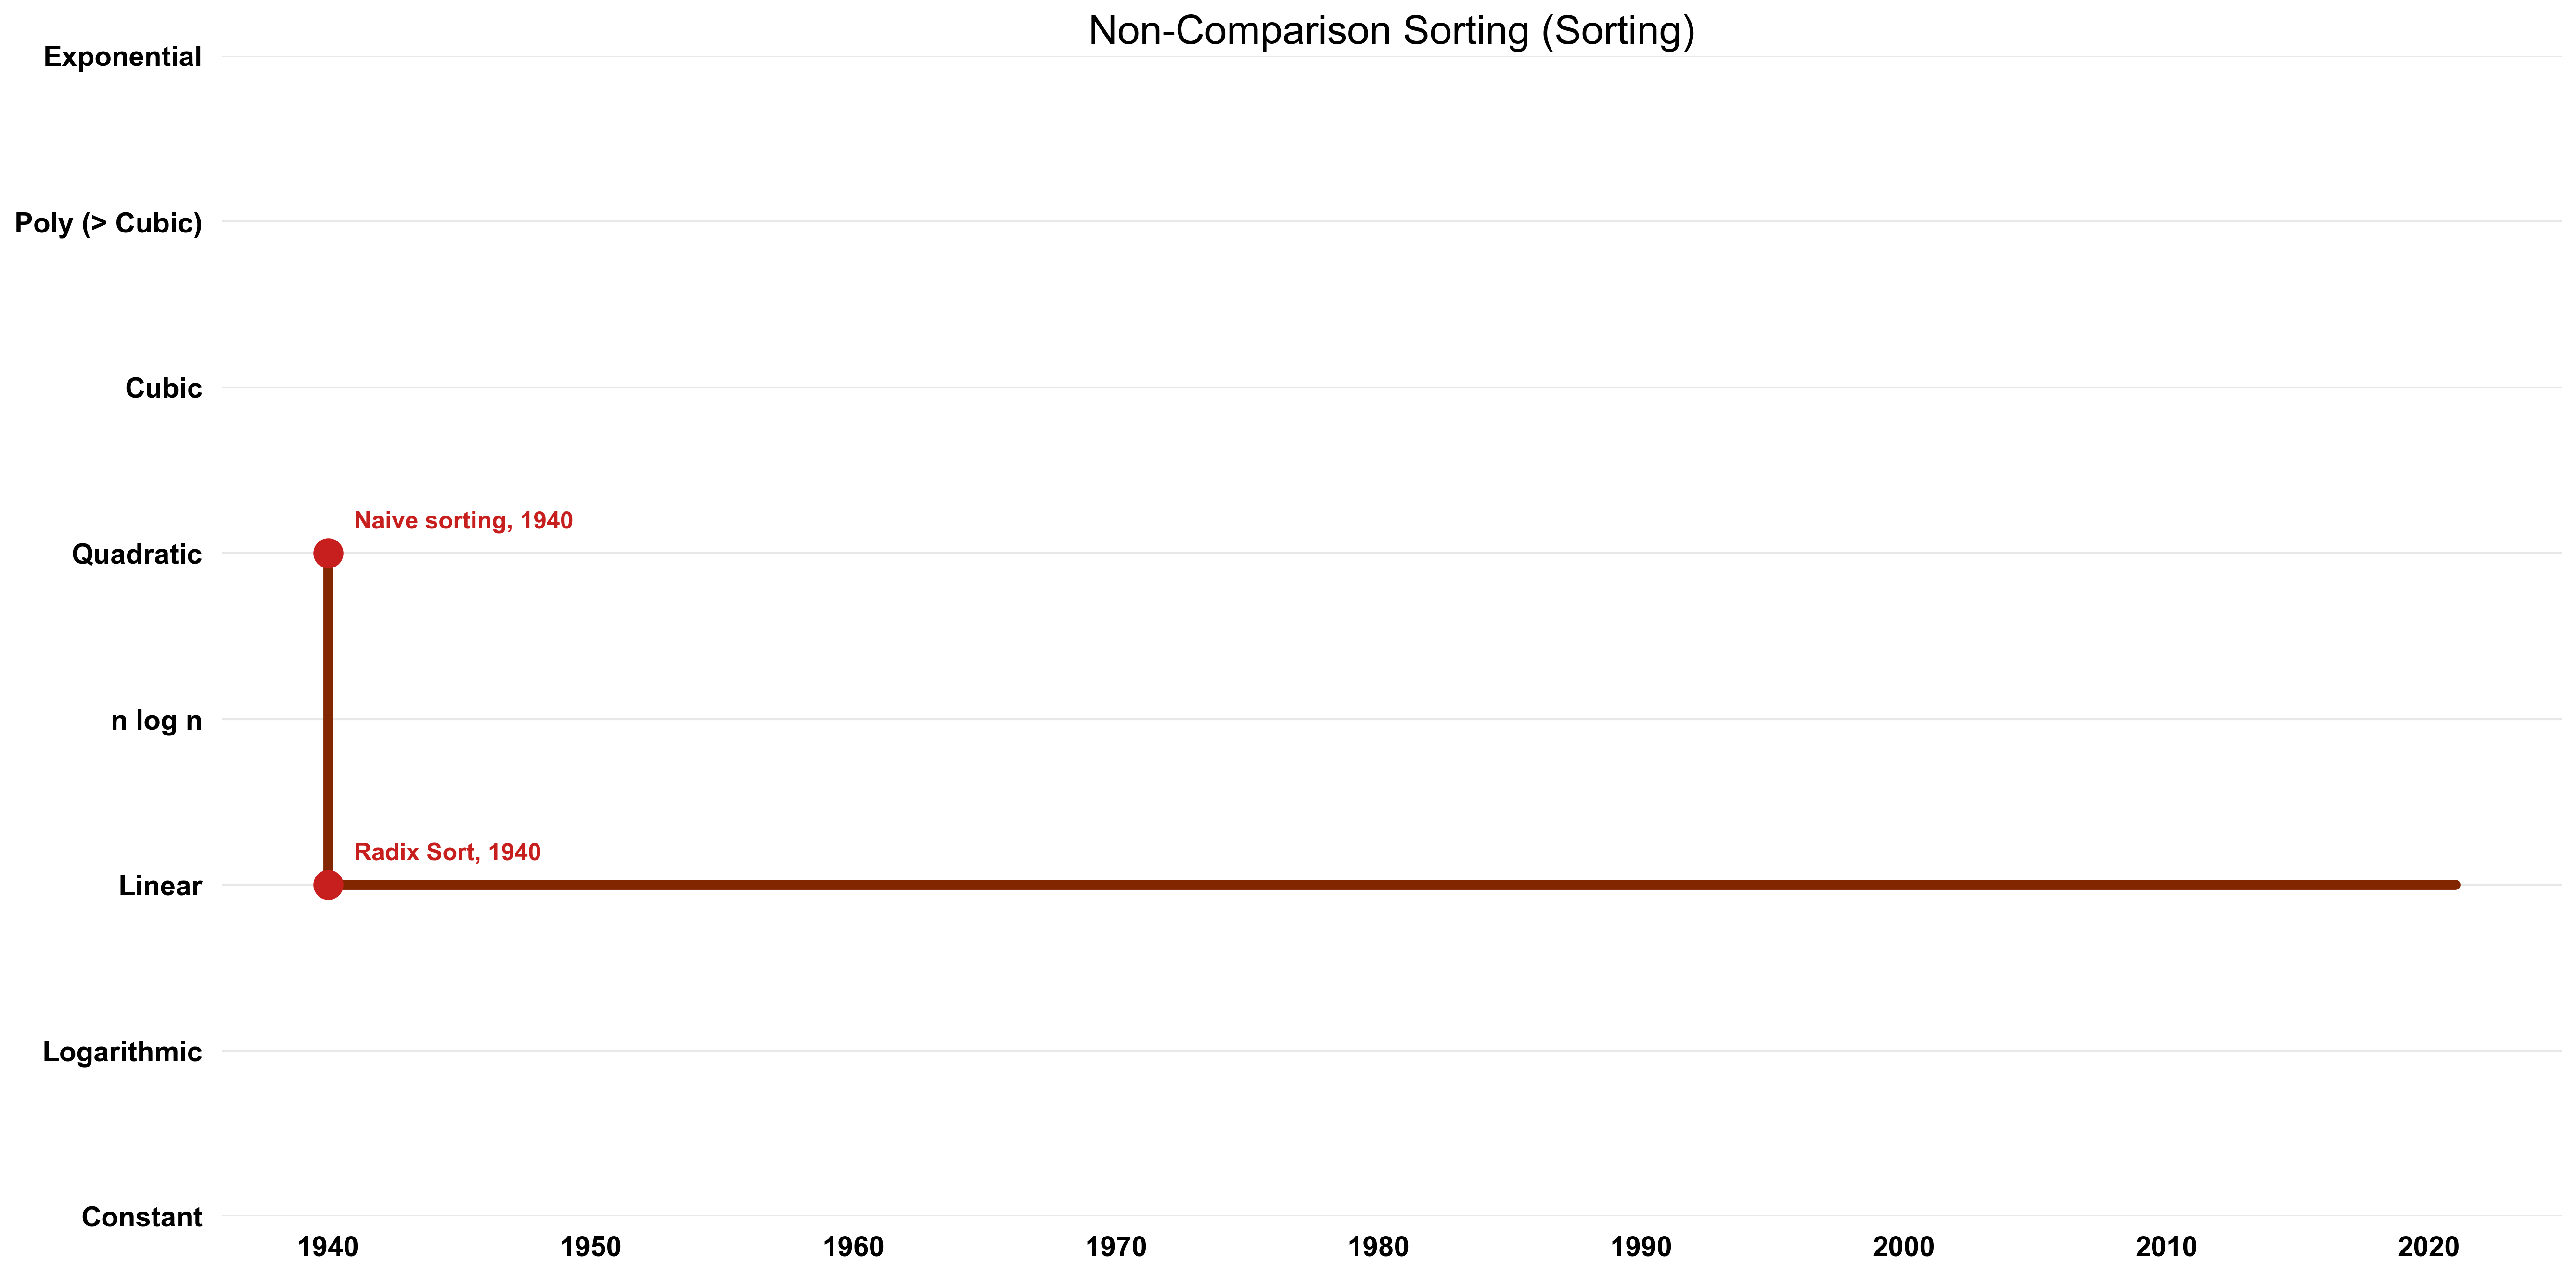 Non-Comparison Sorting (Sorting)
Exponential
Poly (> Cubic)
Cubic
Quadratic
n log n
Linear
Logarithmic
Constant
Naive sorting, 1940
Radix Sort, 1940
1940 1950 1960 1970 1980 1990 2000 2010 2020